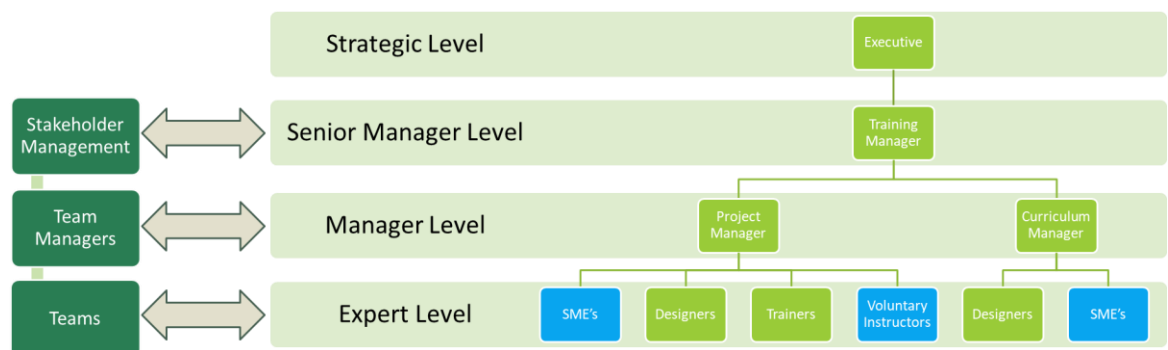 Strategic Level
Executive
Stakeholder
Management
Senior Manager Level
Training
Manager
Team
Managers
Manager Level
Project
Manager
Curriculum
Manager
Teams
Expert Level
SME's
Designers
Trainers
Voluntary
Instructors
Designers
SME's